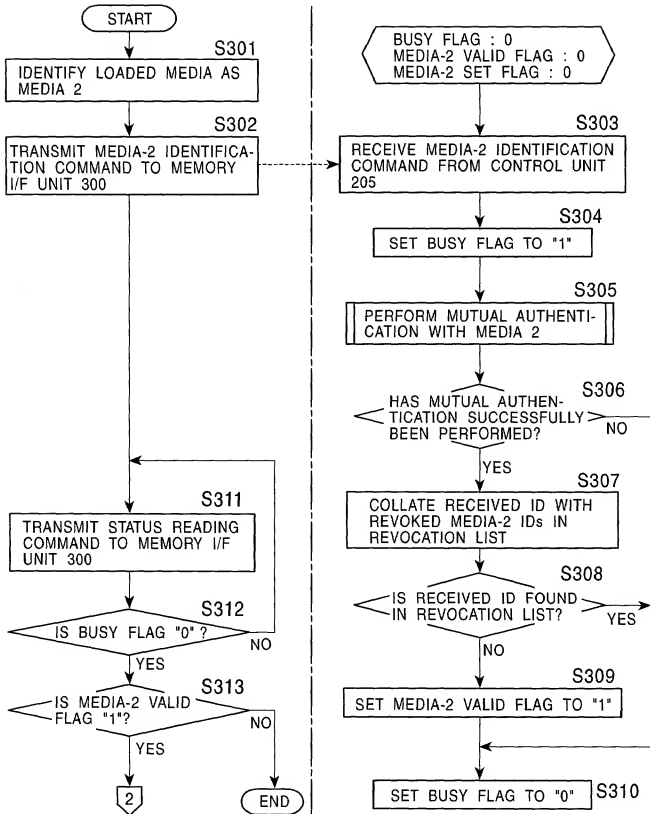 START
S301
IDENTIFY LOADED MEDIA AS
MEDIA 2
S302
TRANSMIT MEDIA-2 IDENTIFICA-
TION COMMAND TO MEMORY
I/F UNIT 300
S311
TRANSMIT STATUS READING
COMMAND TO MEMORY I/F
UNIT 300
S312
IS BUSY FLAG "0" ?
NO
YES
S313
IS MEDIA-2 VALID
FLAG "1"?
NO
YES
2
END
BUSY FLAG : 0
MEDIA-2 VALID FLAG : 0
MEDIA-2 SET FLAG : 0
S303
RECEIVE MEDIA-2 IDENTIFICATION
COMMAND FROM CONTROL UNIT
205
S304
SET BUSY FLAG TO "1"
S305
PERFORM MUTUAL AUTHENTI-
CATION WITH MEDIA 2
S306
HAS MUTUAL AUTHEN-
TICATION SUCCESSFULLY
BEEN PERFORMED?
NO
YES
S307
COLLATE RECEIVED ID WITH
REVOKED MEDIA-2 IDs IN
REVOCATION LIST
S308
IS RECEIVED ID FOUND
IN REVOCATION LIST?
YES
NO
S309
SET MEDIA-2 VALID FLAG TO "1"
SET BUSY FLAG TO "0"
S310